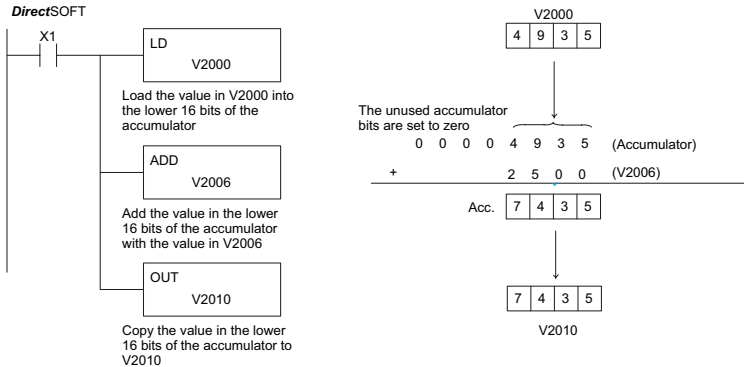 DirectSOFT
X1
LD
V2000
Load the value in V2000 into
the lower 16 bits of the
accumulator
ADD
V2006
Add the value in the lower
16 bits of the accumulator
with the value in V2006
OUT
V2010
Copy the value in the lower
16 bits of the accumulator to
V2010
V2000
4 9 3 5
The unused accumulator
bits are set to zero
0 0 0 0 4 9 3 5 (Accumulator)
+ 2 5 0 0 (V2006)
Acc. 7 4 3 5
7 4 3 5
V2010